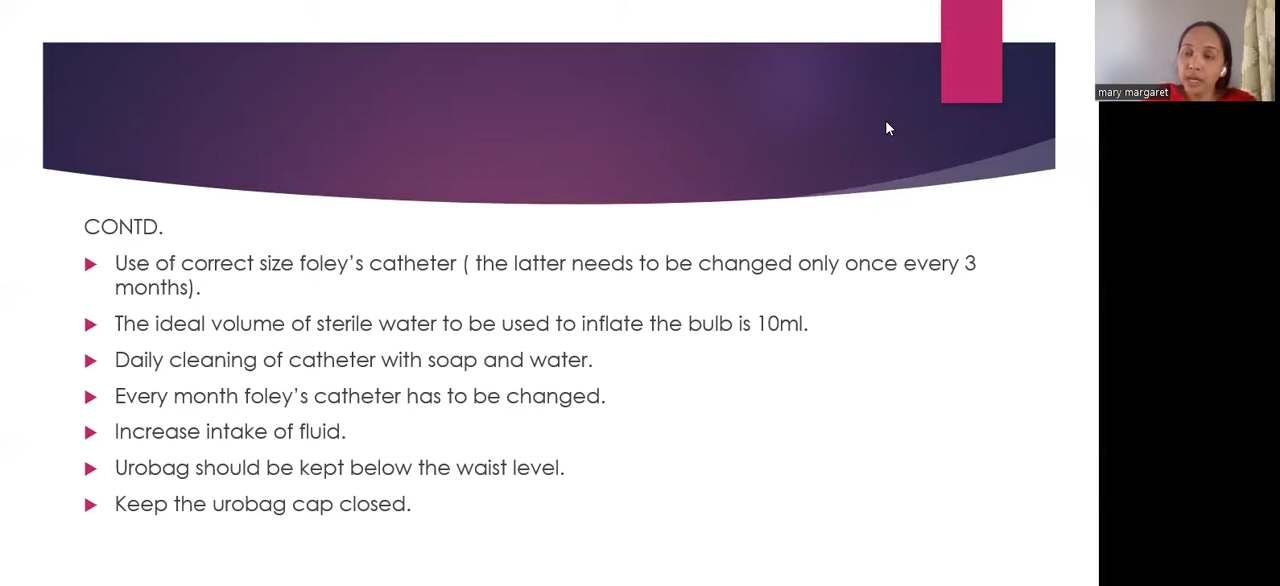 mary margaret
CONTD.
Use of correct size foley's catheter ( the latter needs to be changed only once every 3
months).
The ideal volume of sterile water to be used to inflate the bulb is 10ml.
Daily cleaning of catheter with soap and water.
Every month foley's catheter has to be changed.
Increase intake of fluid.
Urobag should be kept below the waist level.
Keep the urobag cap closed.